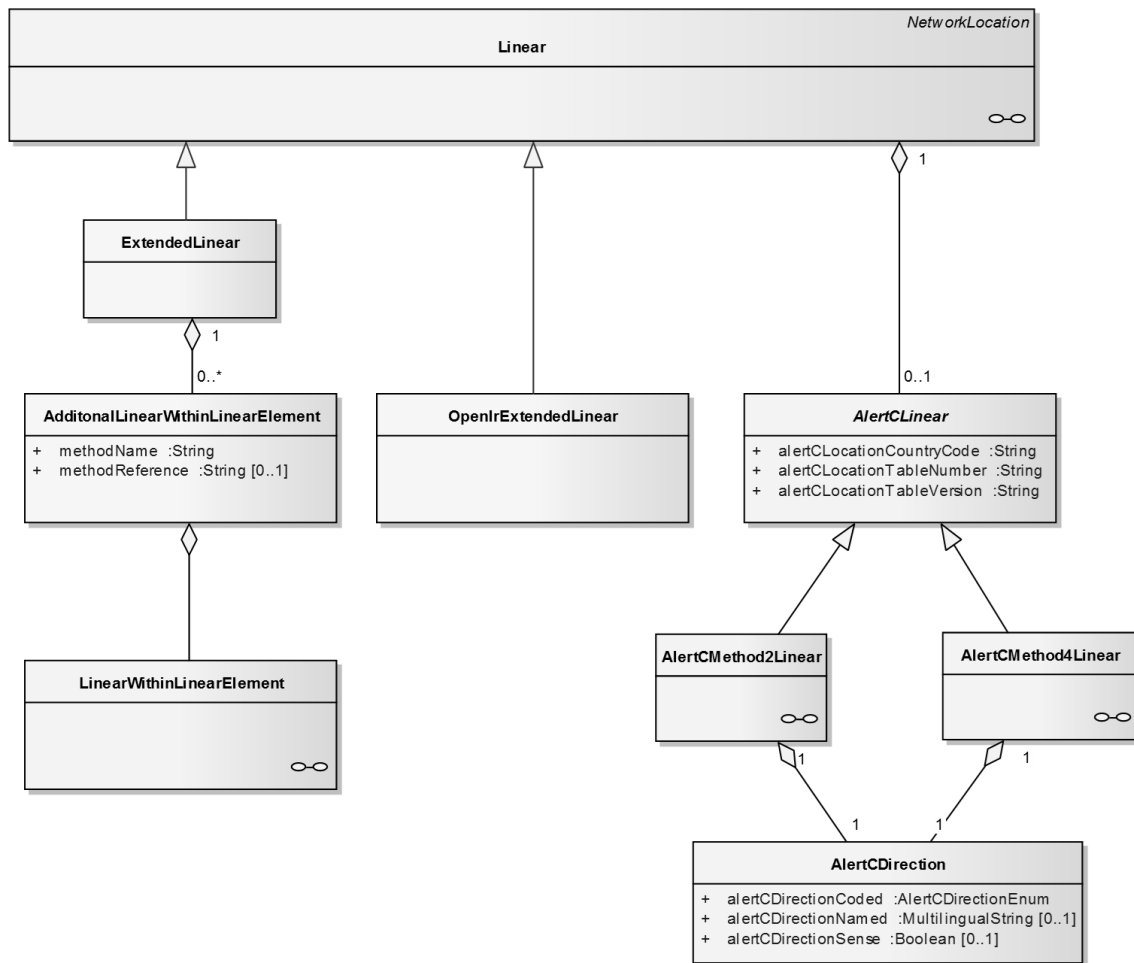 NetworkLocation
Linear
1
ExtendedLinear
1
0..*
0..1
AdditonalLinearWithinLinearElement
+ methodName :String
+ methodReference :String [0..1]
OpenlrExtendedLinear
AlertCLinear
+ alertCLocationCountryCode :String
+ alertCLocationTableNumber :String
+ alertCLocationTableVersion :String
LinearWithinLinearElement
AlertCMethod2Linear
AlertCMethod4Linear
1
1
1
1
AlertCDirection
+ alertCDirectionCoded :AlertCDirectionEnum
+ alertCDirectionNamed :MultilingualString [0..1]
+ alertCDirectionSense :Boolean [0..1]